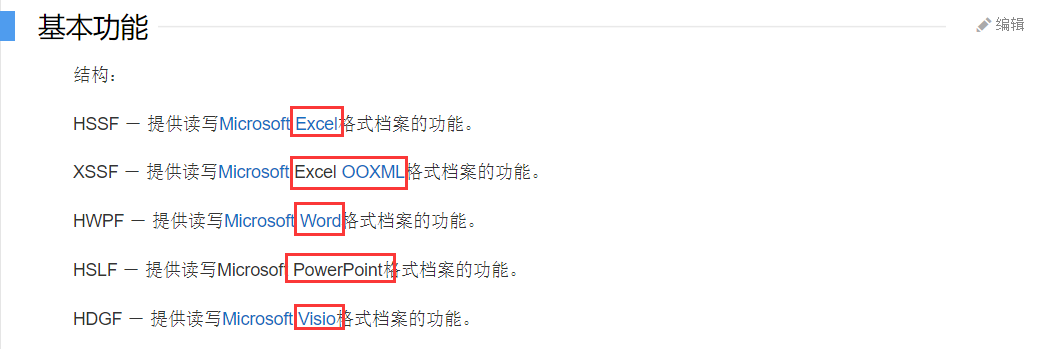 基本功能
编辑
结构：
HSSF － 提供读写Microsoft Excel格式档案的功能。
XSSF － 提供读写Microsoft Excel OOXML格式档案的功能。
HWPF － 提供读写Microsoft Word格式档案的功能。
HSLF － 提供读写Microsoft PowerPoint格式档案的功能。
HDGF － 提供读写Microsoft Visio格式档案的功能。